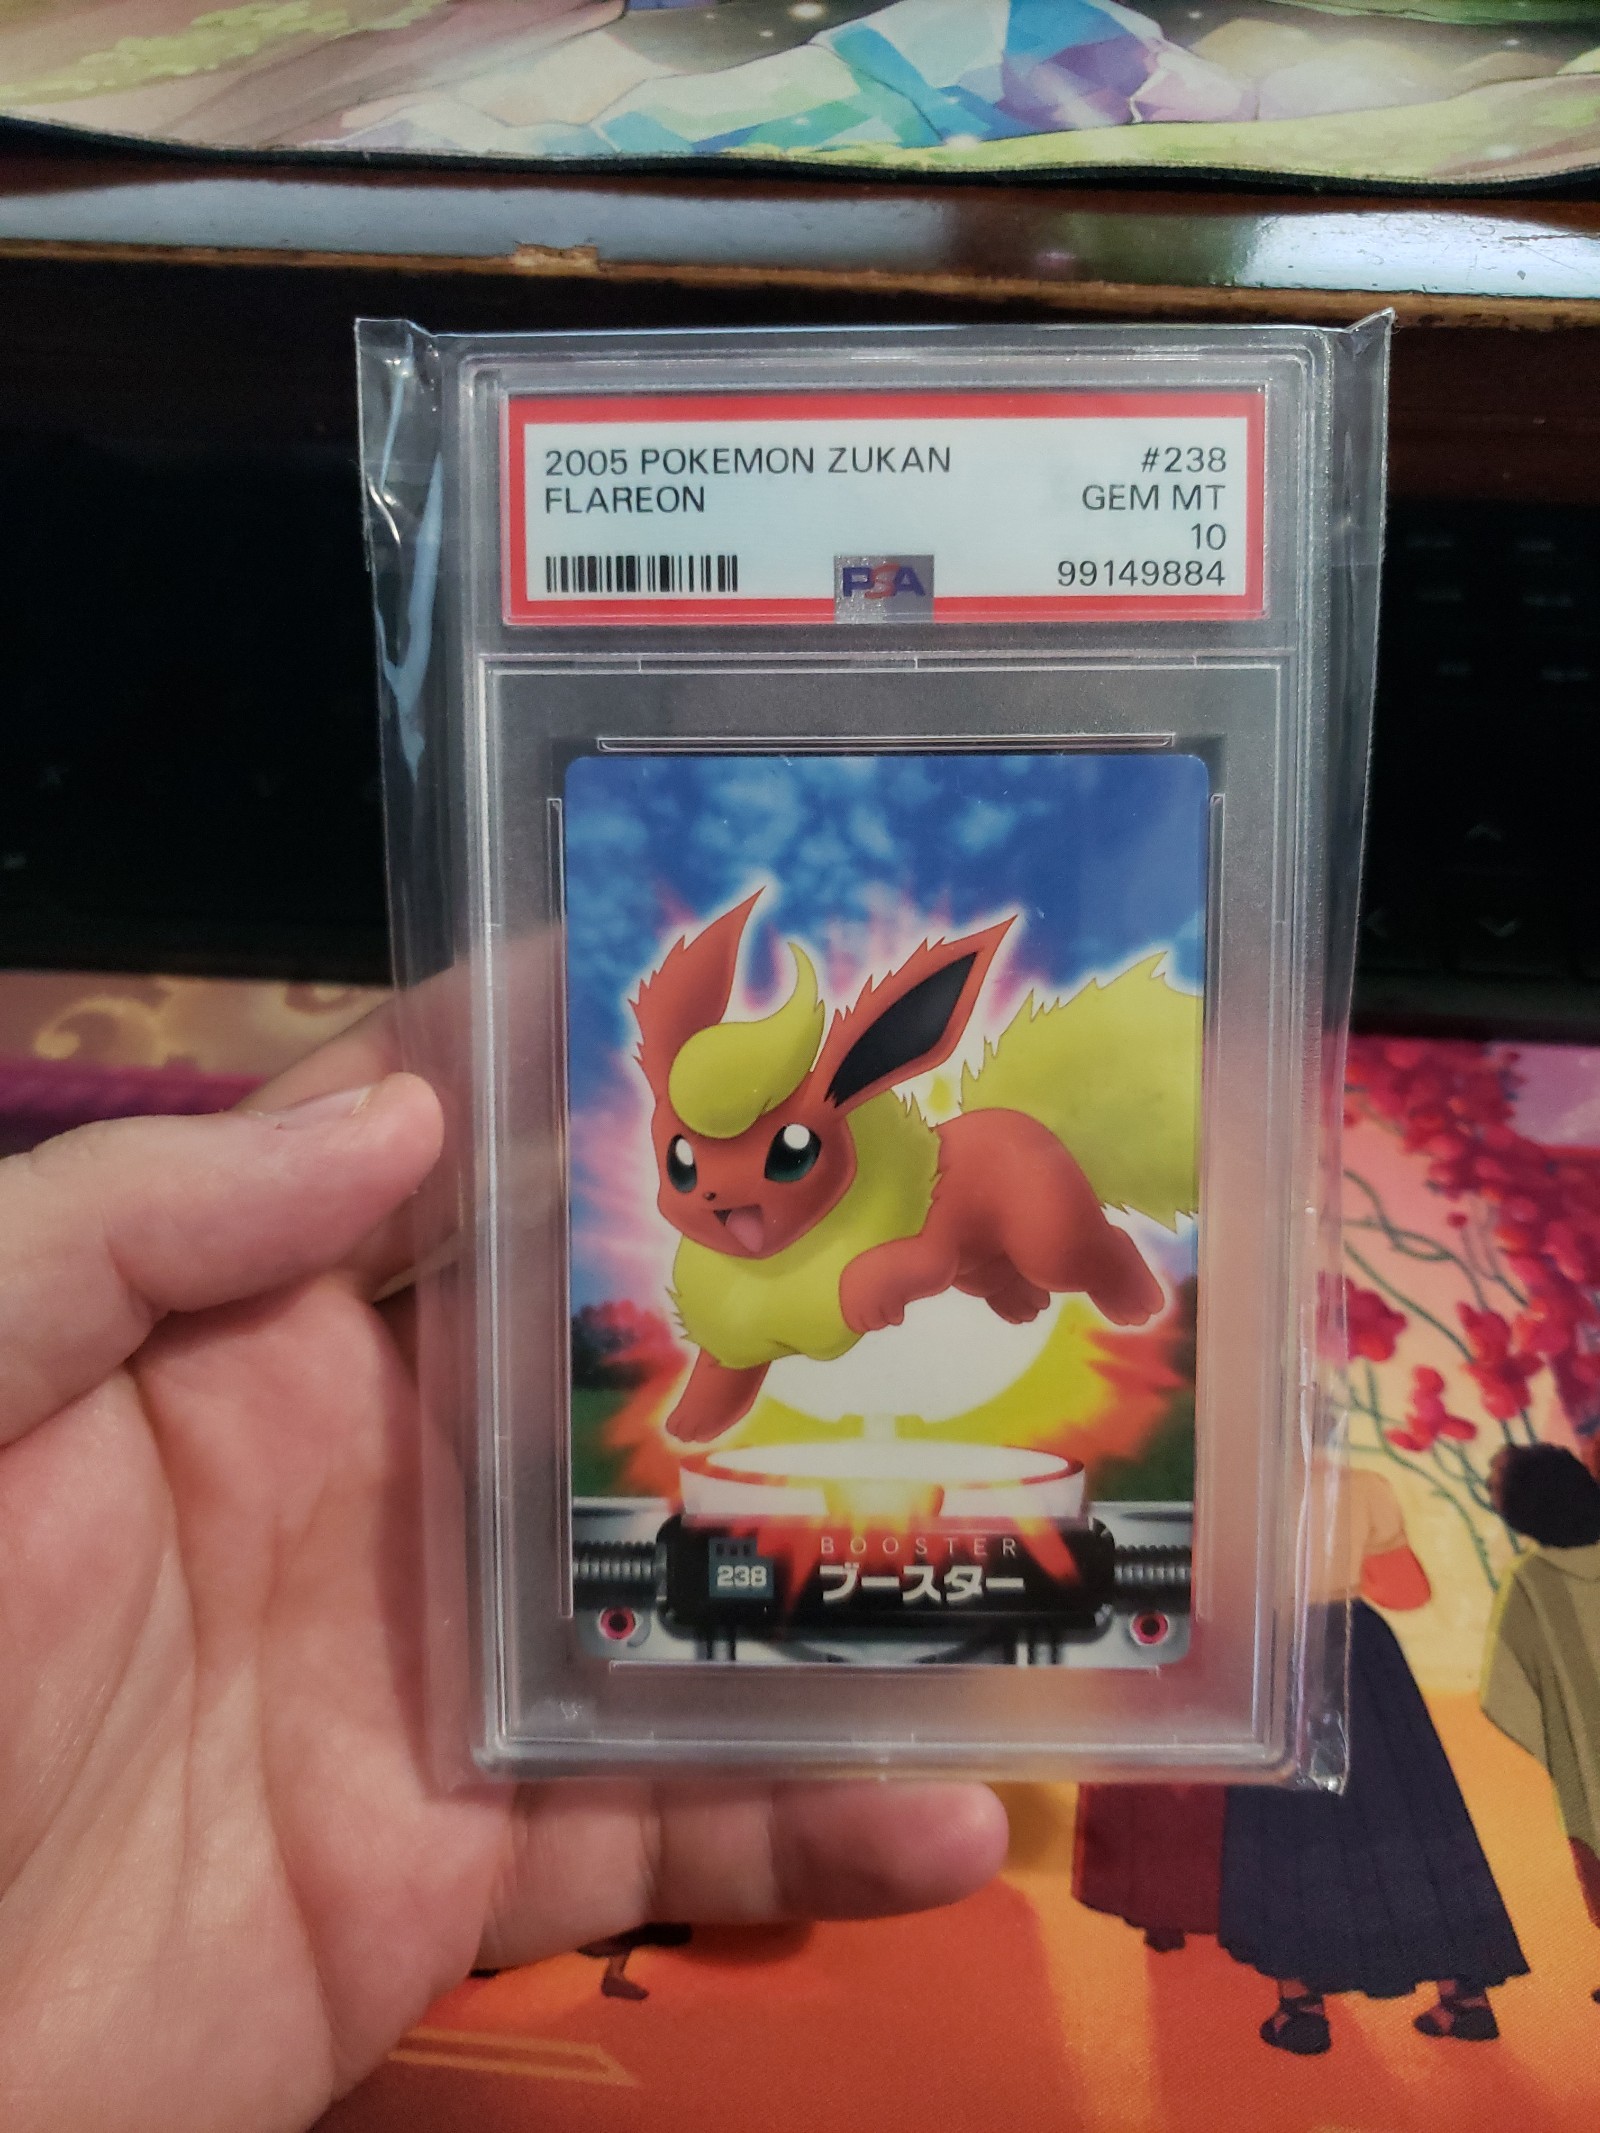 2005 POKEMON ZUKAN #238
FLAREON GEM MT
10
PSA 99149884
BOOSTER
238 ブースター